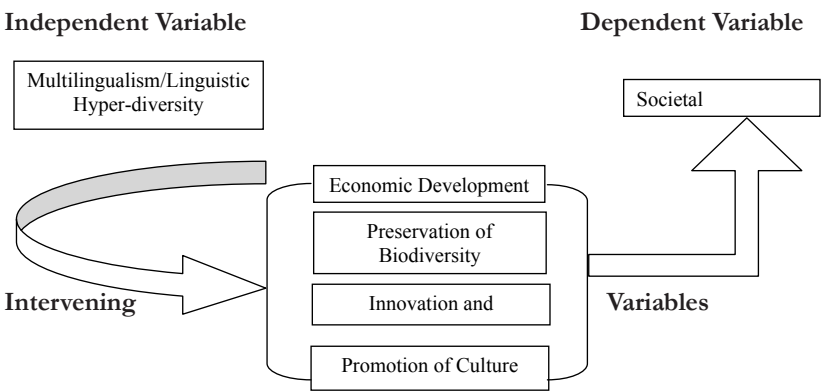 Independent Variable
Dependent Variable
Multilingualism/Linguistic
Hyper-diversity
Societal
Economic Development
Preservation of
Biodiversity
Intervening
Innovation and
Variables
Promotion of Culture